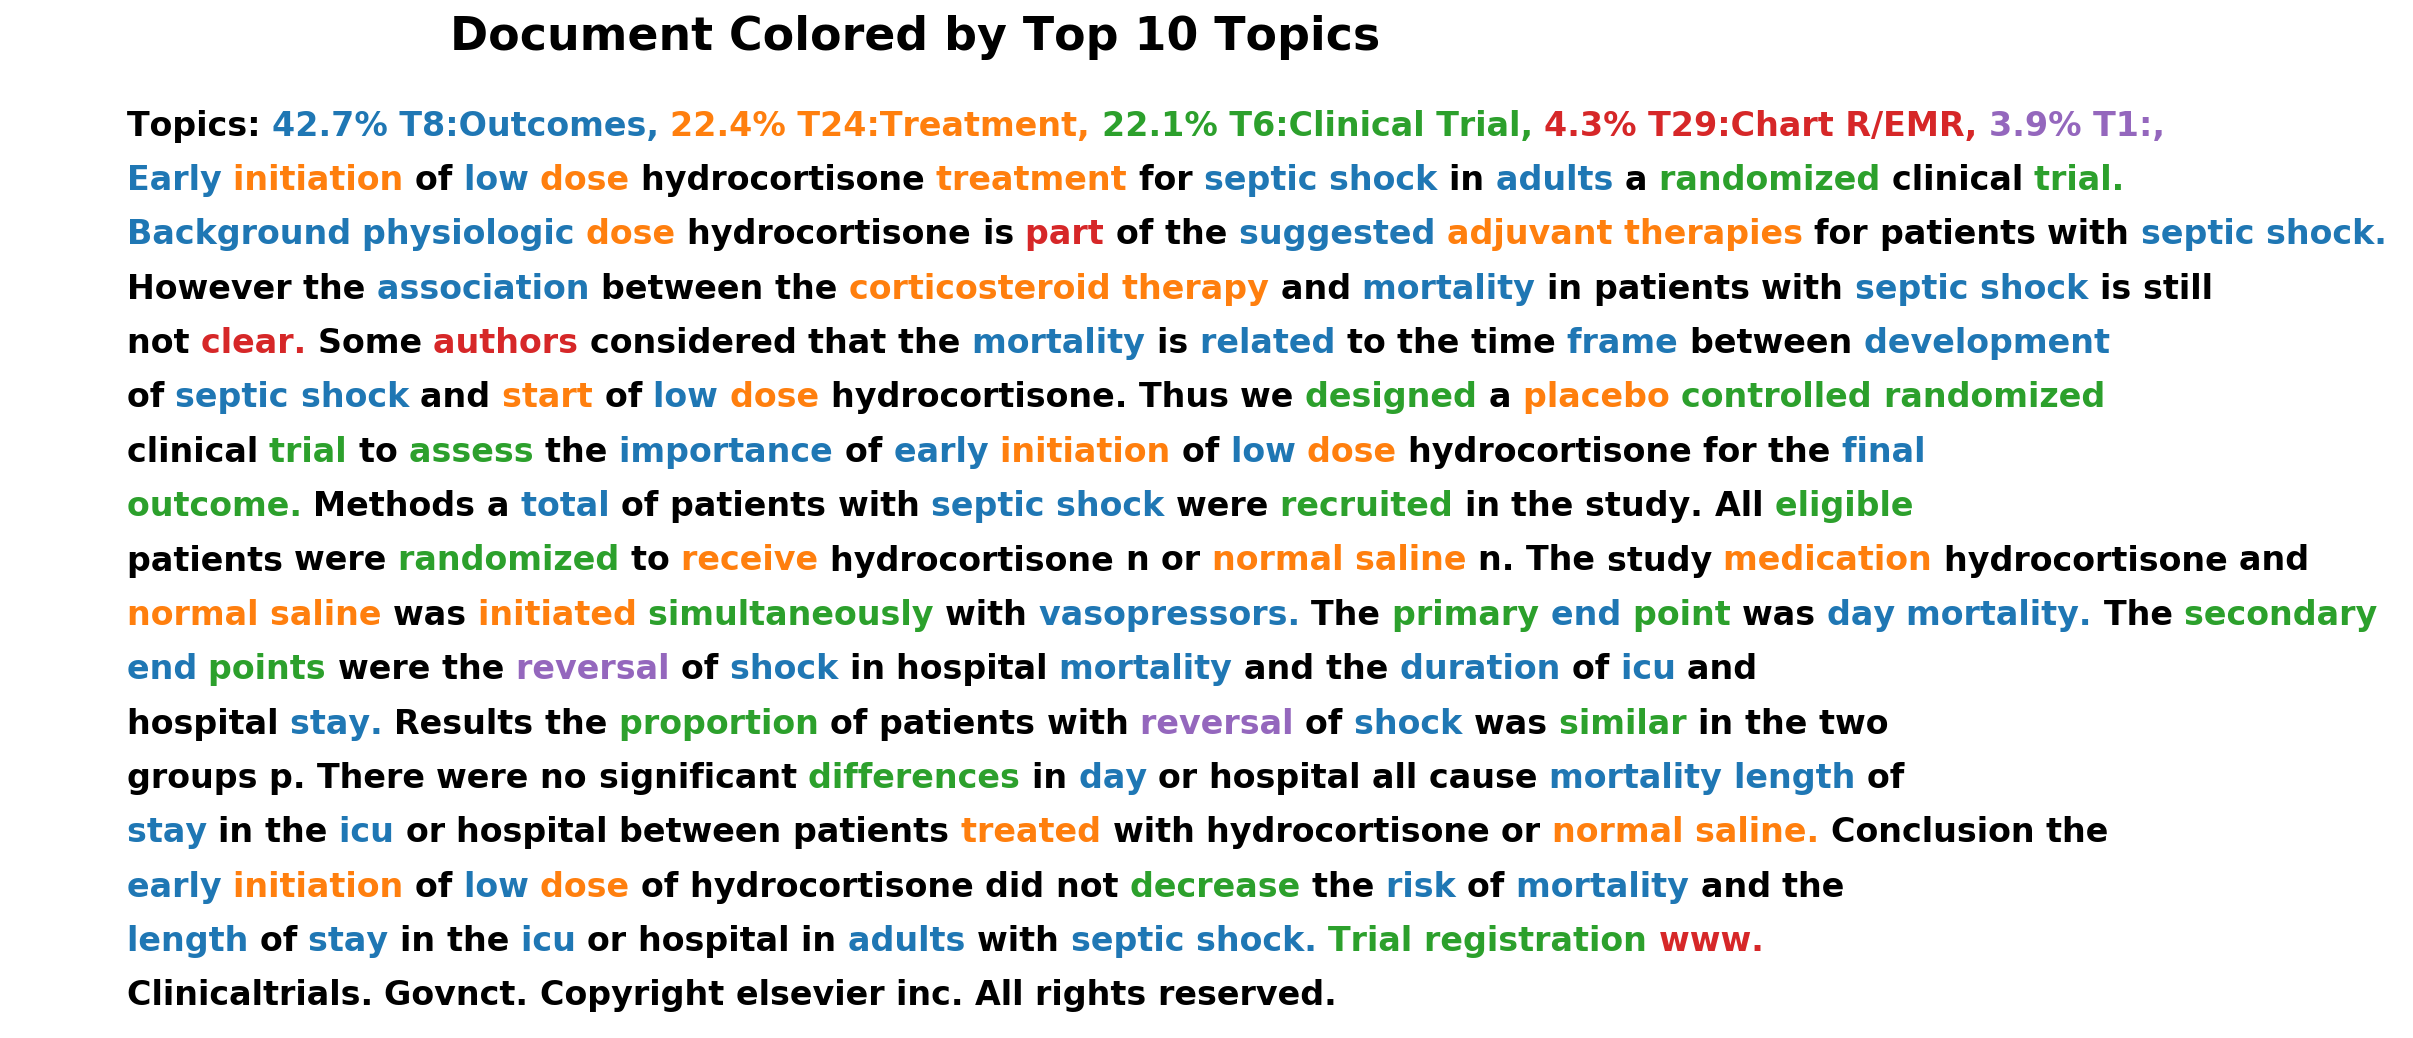 Document Colored by Top 10 Topics
Topics: 42.7% T8:Outcomes, 22.4% T24:Treatment, 22.1% T6:Clinical Trial, 4.3% T29:Chart R/EMR, 3.9% T1:,
Early initiation of low dose hydrocortisone treatment for septic shock in adults a randomized clinical trial.
Background physiologic dose hydrocortisone is part of the suggested adjuvant therapies for patients with septic shock.
However the association between the corticosteroid therapy and mortality in patients with septic shock is still
not clear. Some authors considered that the mortality is related to the time frame between development
of septic shock and start of low dose hydrocortisone. Thus we designed a placebo controlled randomized
clinical trial to assess the importance of early initiation of low dose hydrocortisone for the final
outcome. Methods a total of patients with septic shock were recruited in the study. All eligible
patients were randomized to receive hydrocortisone n or normal saline n. The study medication hydrocortisone and
normal saline was initiated simultaneously with vasopressors. The primary end point was day mortality. The secondary
end points were the reversal of shock in hospital mortality and the duration of icu and
hospital stay. Results the proportion of patients with reversal of shock was similar in the two
groups p. There were no significant differences in day or hospital all cause mortality length of
stay in the icu or hospital between patients treated with hydrocortisone or normal saline. Conclusion the
early initiation of low dose of hydrocortisone did not decrease the risk of mortality and the
length of stay in the icu or hospital in adults with septic shock. Trial registration www.
Clinicaltrials. Govnct. Copyright elsevier inc. All rights reserved.